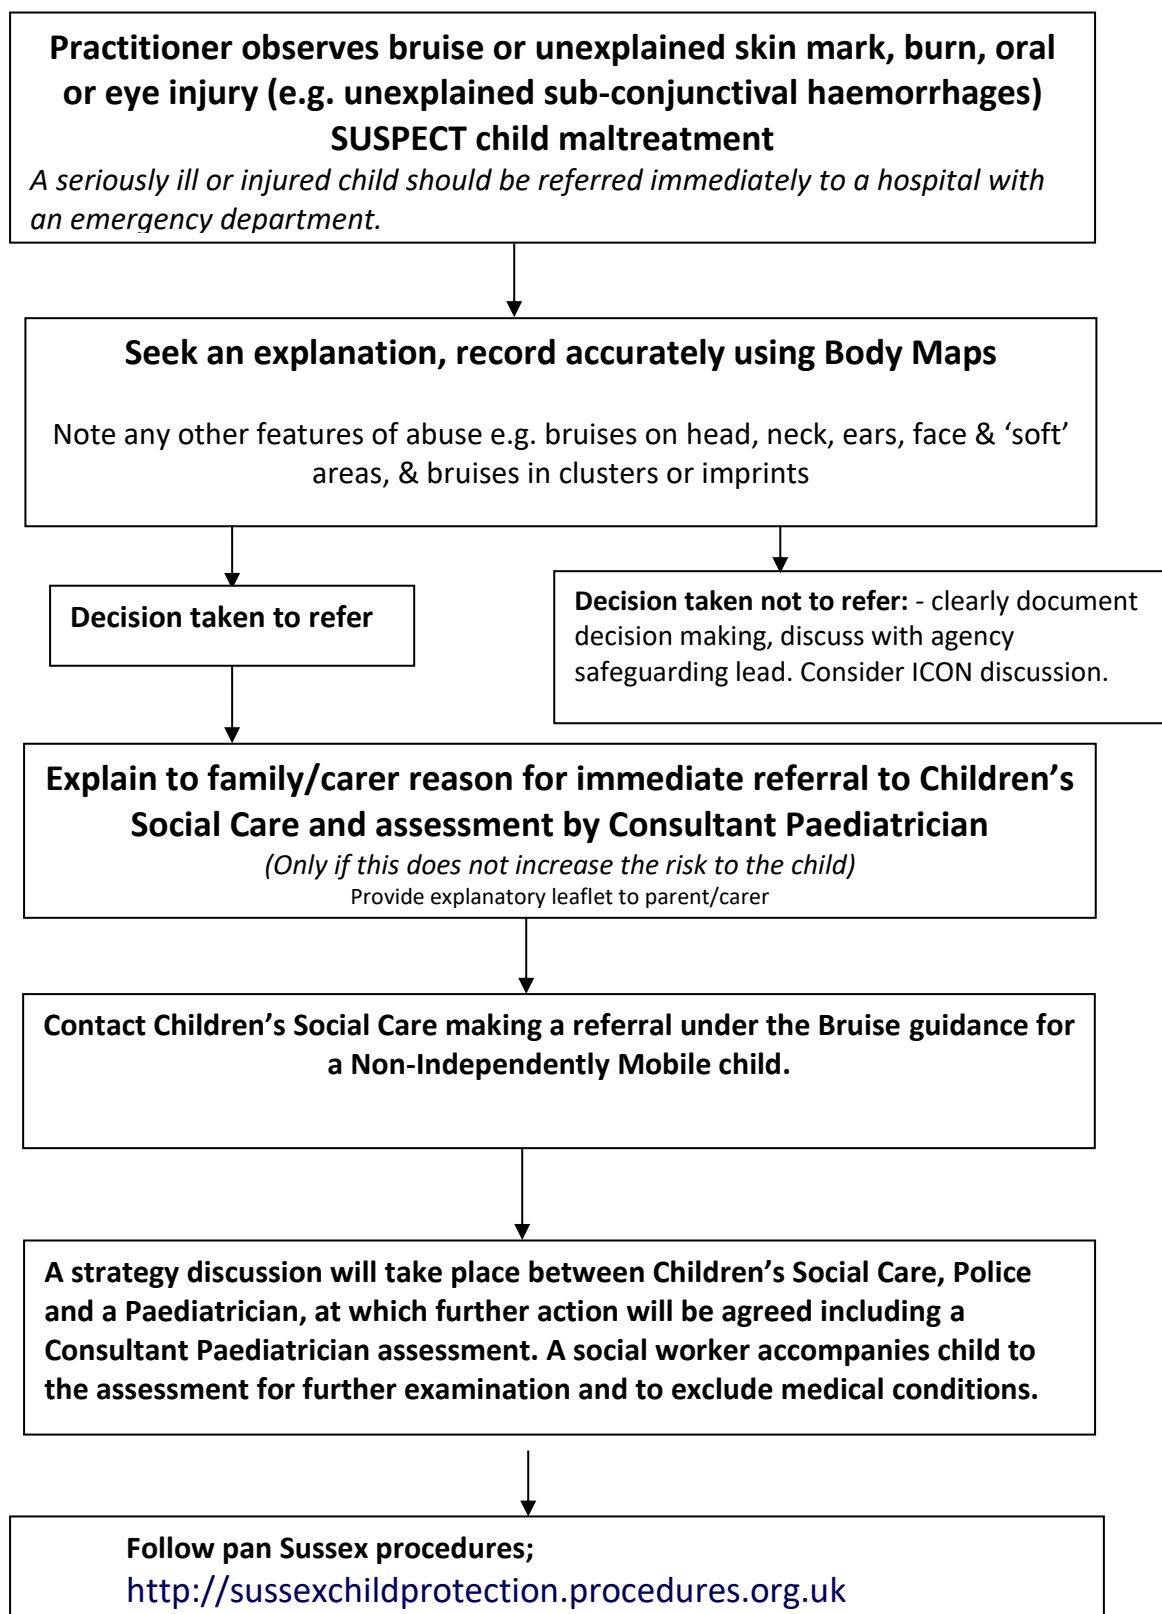 Practitioner observes bruise or unexplained skin mark, burn, oral
or eye injury (e.g. unexplained sub-conjunctival haemorrhages)
SUSPECT child maltreatment
A seriously ill or injured child should be referred immediately to a hospital with
an emergency department.
Seek an explanation, record accurately using Body Maps
Note any other features of abuse e.g. bruises on head, neck, ears, face & ‘soft’
areas, & bruises in clusters or imprints
Decision taken to refer
Decision taken not to refer: - clearly document
decision making, discuss with agency
safeguarding lead. Consider ICON discussion.
Explain to family/carer reason for immediate referral to Children’s
Social Care and assessment by Consultant Paediatrician
(Only if this does not increase the risk to the child)
Provide explanatory leaflet to parent/carer
Contact Children’s Social Care making a referral under the Bruise guidance for
a Non-Independently Mobile child.
A strategy discussion will take place between Children’s Social Care, Police
and a Paediatrician, at which further action will be agreed including a
Consultant Paediatrician assessment. A social worker accompanies child to
the assessment for further examination and to exclude medical conditions.
Follow pan Sussex procedures;
http://sussexchildprotection.procedures.org.uk